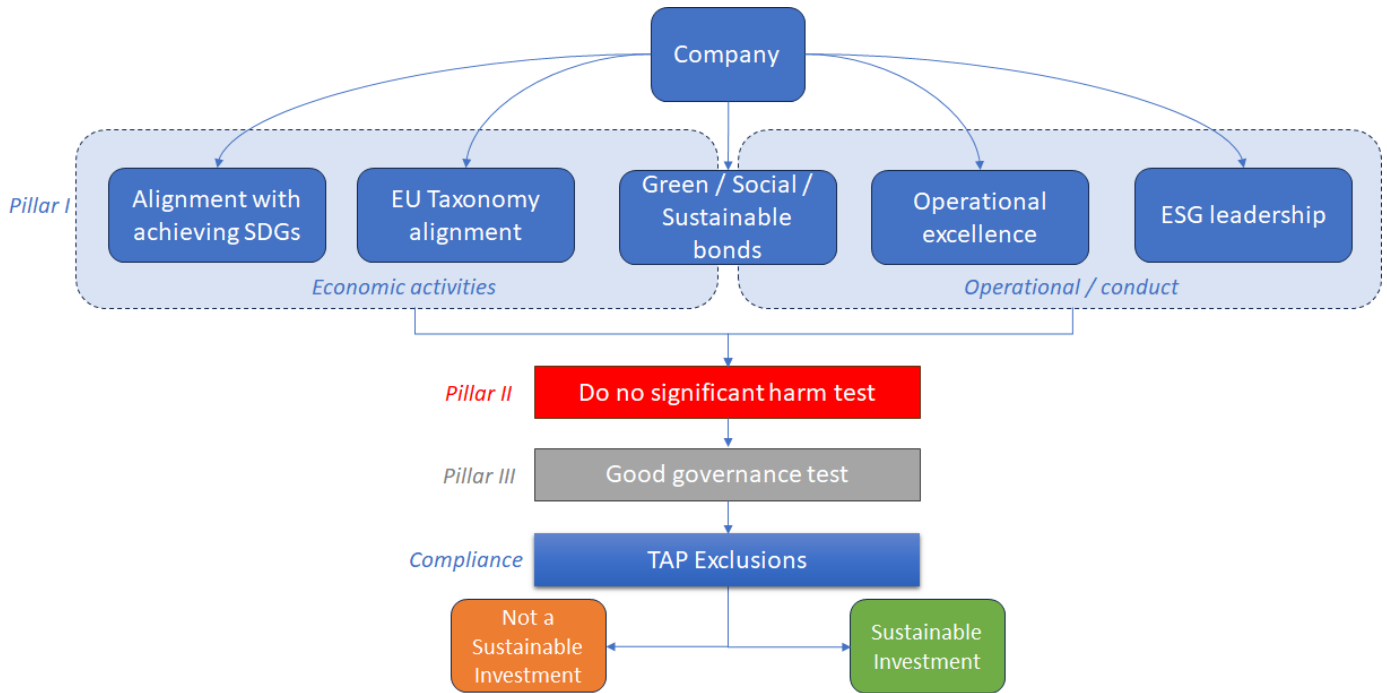 Company
Pillar I
Alignment with
achieving SDGs
EU Taxonomy
alignment
Green / Social /
Sustainable
bonds
Operational
excellence
ESG leadership
Economic activities
Operational / conduct
Pillar II
Do no significant harm test
Pillar III
Good governance test
Compliance
TAP Exclusions
Not a
Sustainable
Investment
Sustainable
Investment